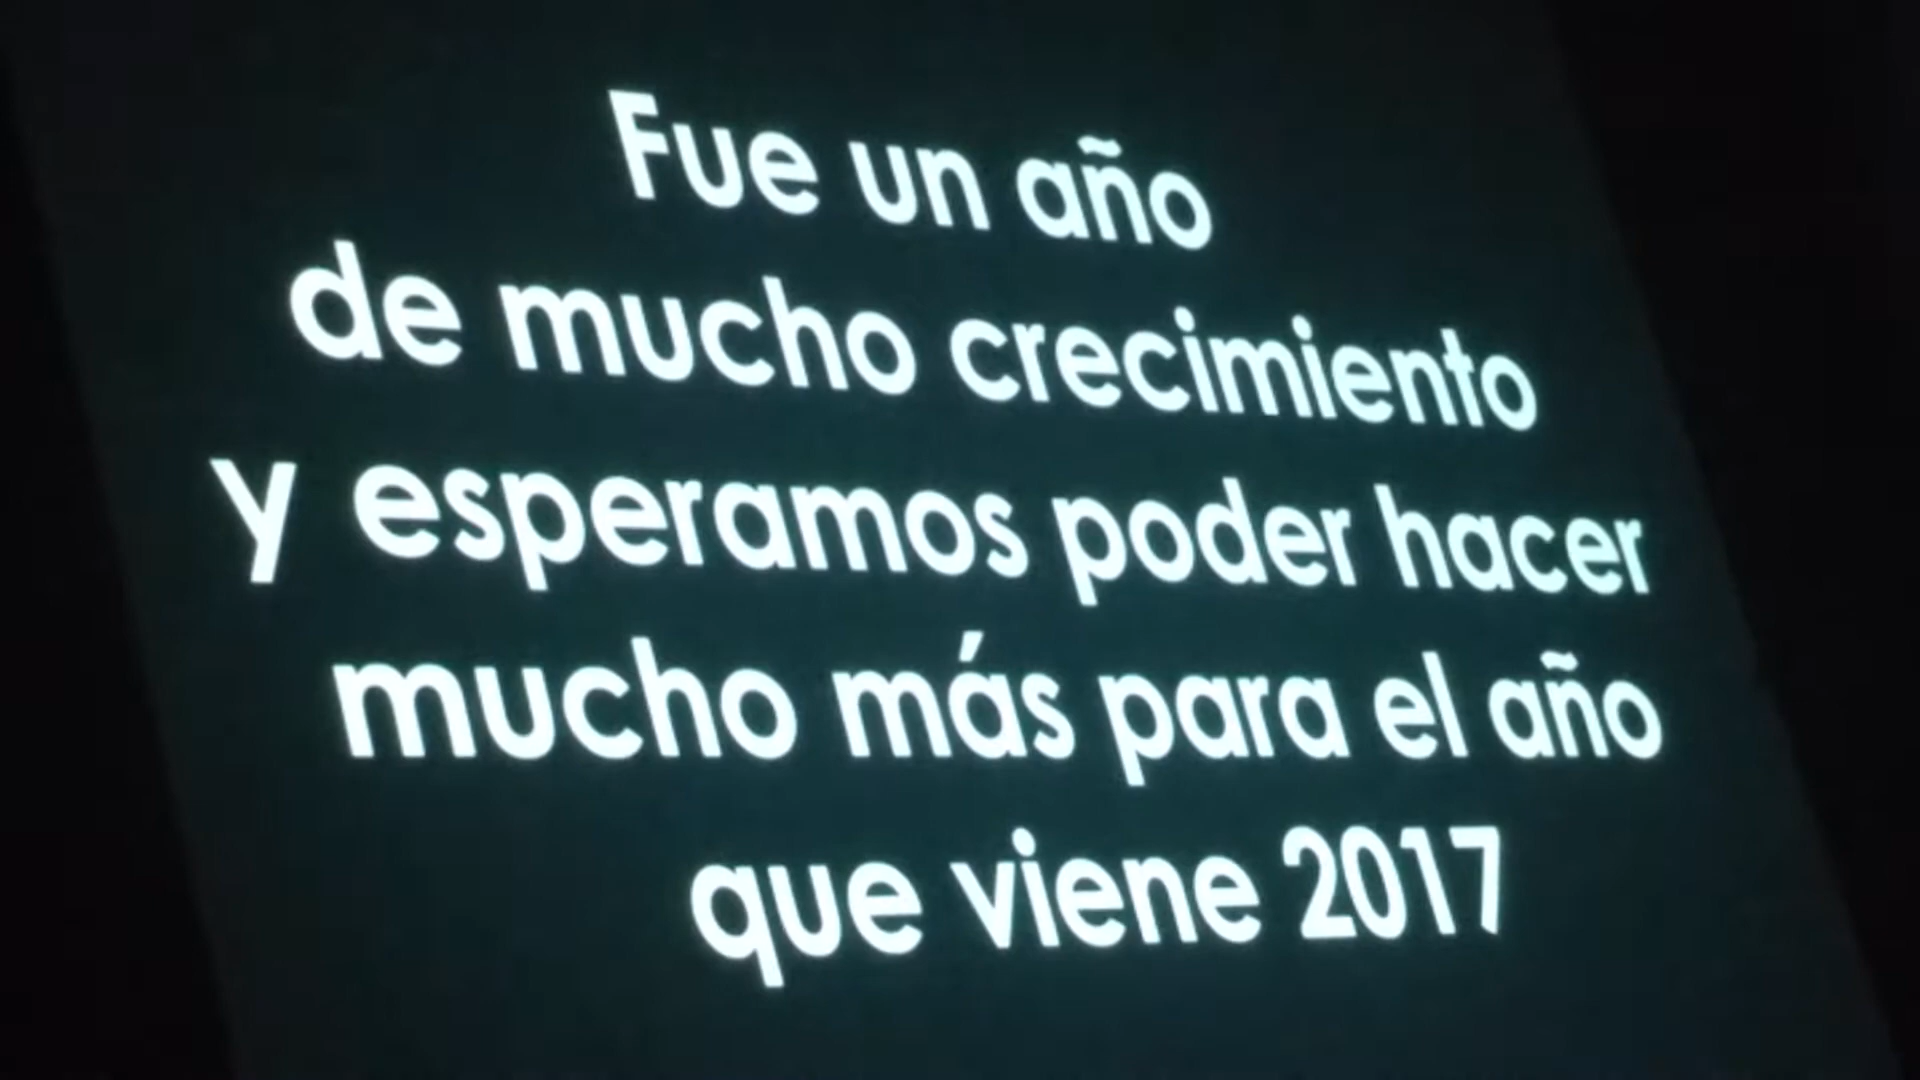 Fue un año
de mucho crecimiento
y esperamos poder hacer
mucho más para el año
que viene 2017